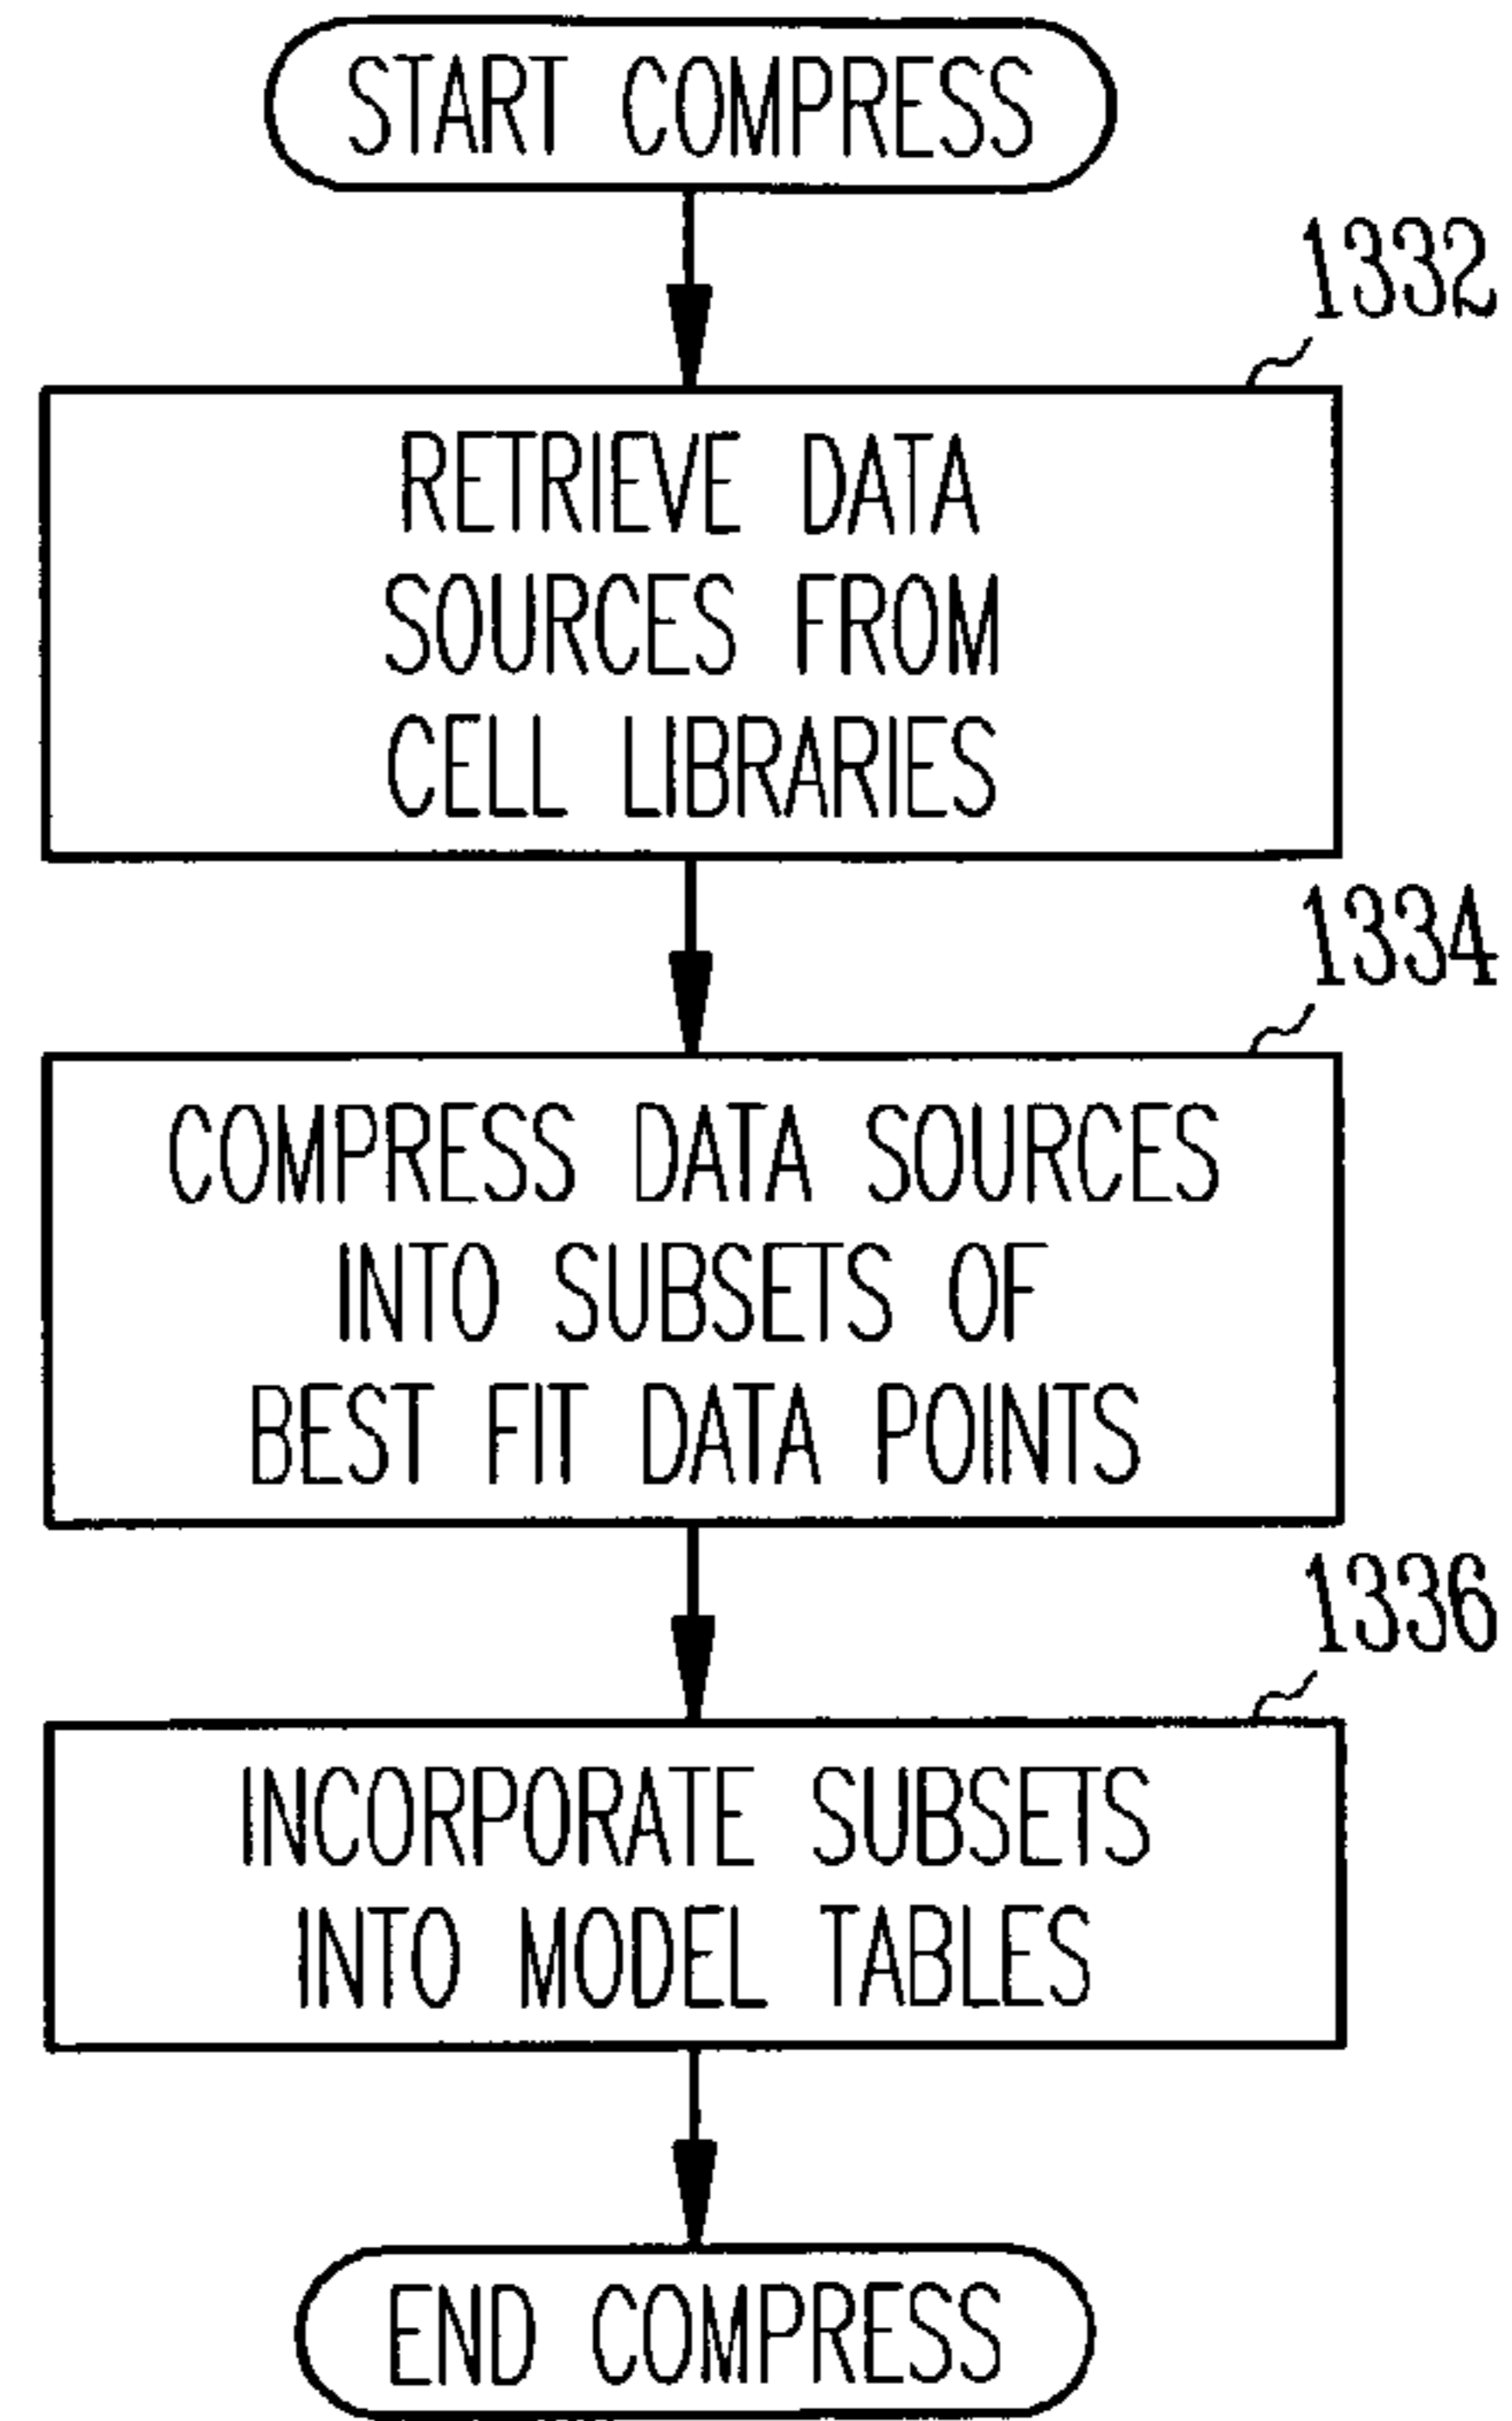 START COMPRESS
1332
RETRIEVE DATA
SOURCES FROM
CELL LIBRARIES
1334
COMPRESS DATA SOURCES
INTO SUBSETS OF
BEST FIT DATA POINTS
1336
INCORPORATE SUBSETS
INTO MODEL TABLES
END COMPRESS